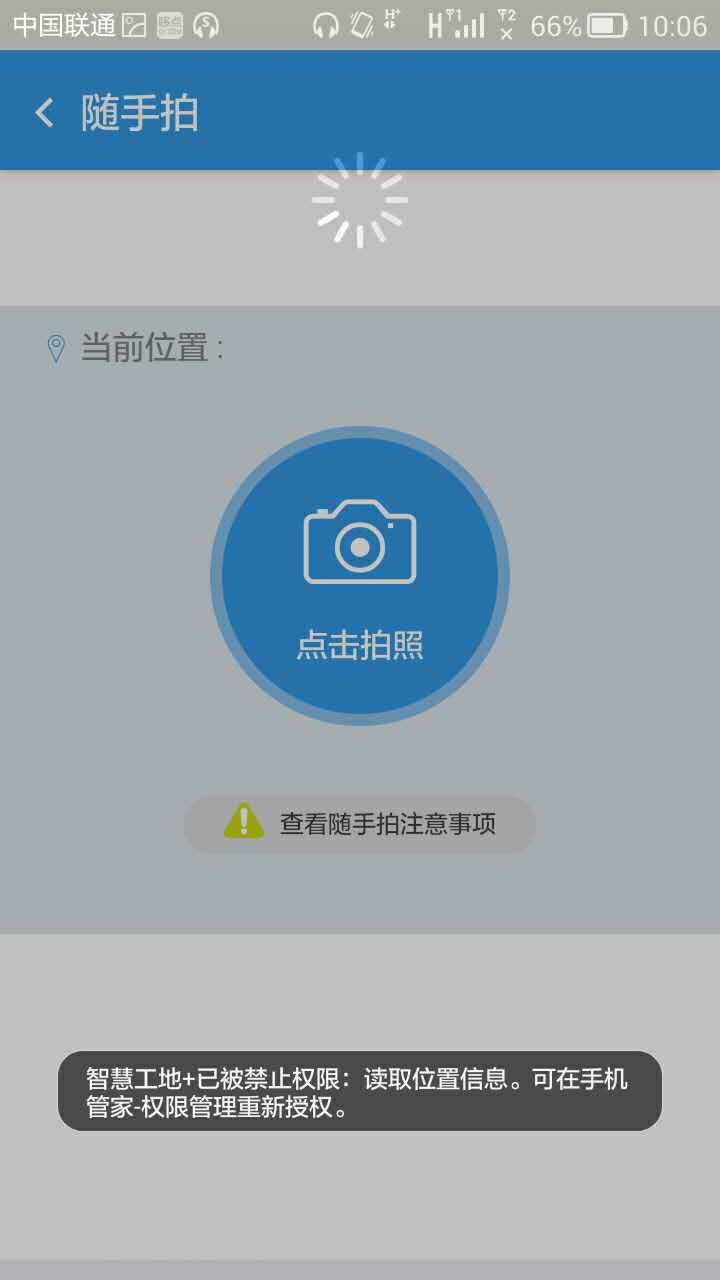 中国联通 66% 10:06
随手拍
当前位置：
点击拍照
查看随手拍注意事项
智慧工地+已被禁止权限：读取位置信息。可在手机
管家-权限管理重新授权。